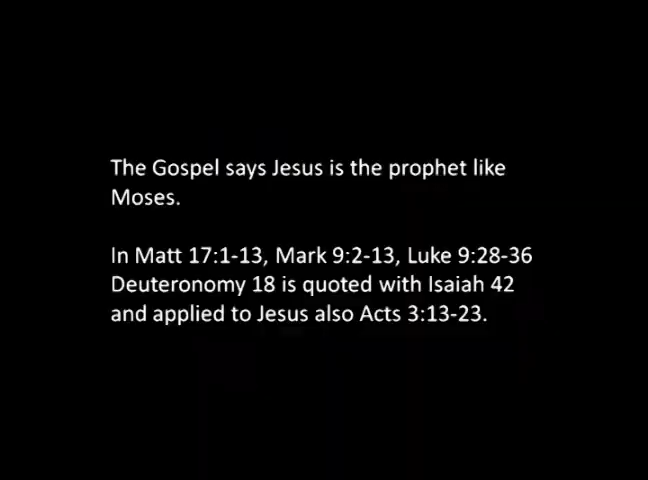 The Gospel says Jesus is the prophet like
Moses.
In Matt 17:1-13, Mark 9:2-13, Luke 9:28-36
Deuteronomy 18 is quoted with Isaiah 42
and applied to Jesus also Acts 3:13-23.